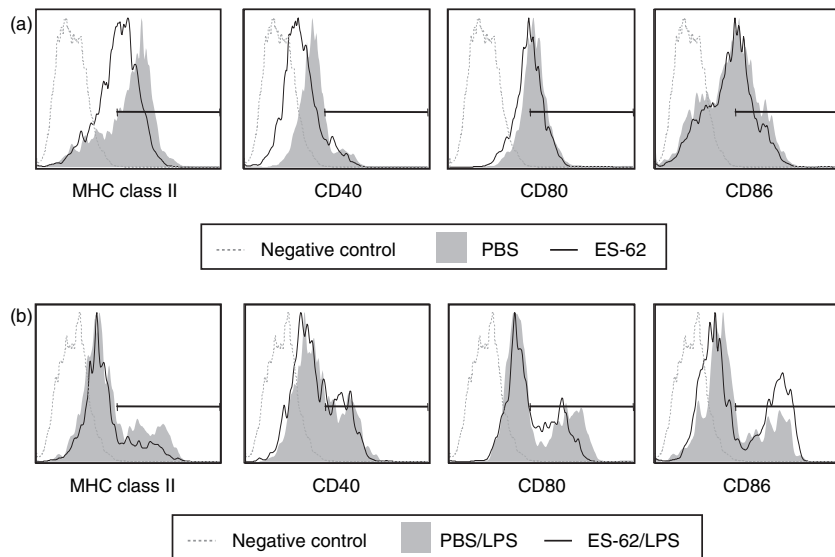 (a)
MHC class II CD40 CD80 CD86
Negative control PBS ES-62
(b)
MHC class II CD40 CD80 CD86
Negative control PBS/LPS ES-62/LPS